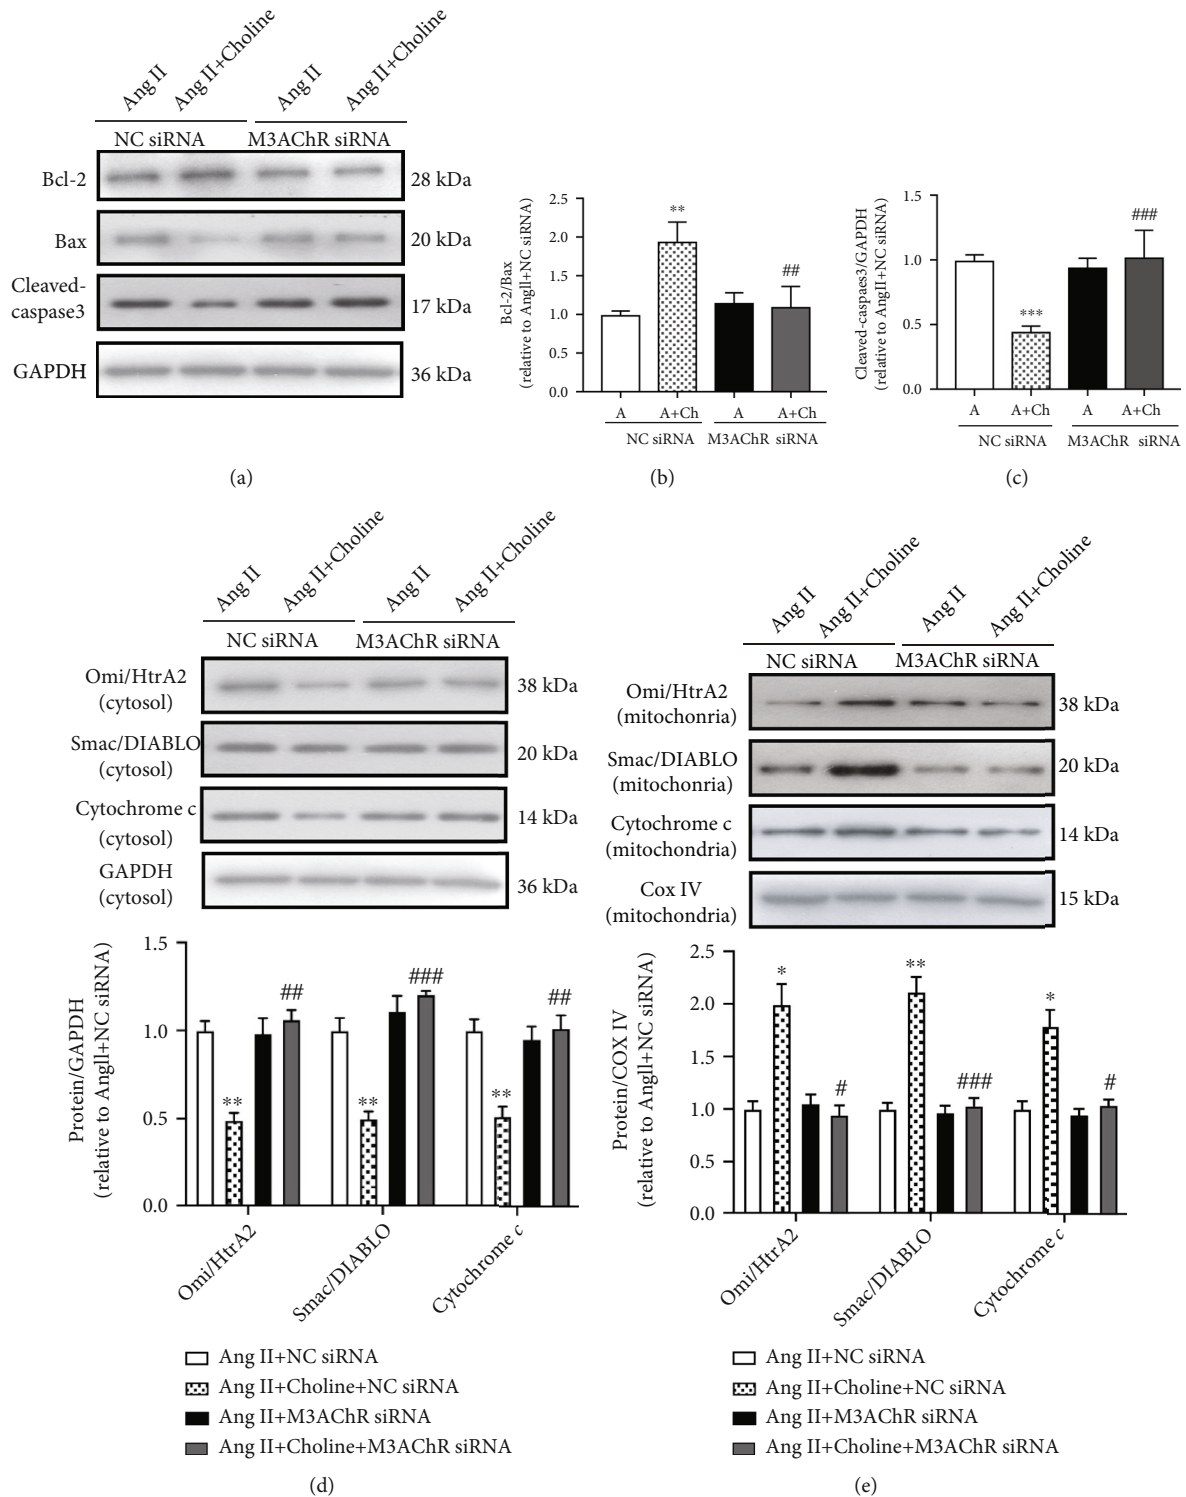 Ang II
Ang II+Choline
Ang II
Ang II+Choline
NC siRNA
M3AChR siRNA
Bcl-2
28 kDa
Bax
20 kDa
Cleaved-
caspase3
17 kDa
GAPDH
36 kDa
(a)
Bcl-2/Bax
(relative to AngII+NC siRNA)
2.5
2.0
1.5
1.0
0.5
0.0
**
##
A
A+Ch
A
A+Ch
NC siRNA
M3AChR siRNA
(b)
Cleaved-caspaes3/GAPDH
(relative to AngII+NC siRNA)
1.5
1.0
0.5
0.0
***
###
A
A+Ch
A
A+Ch
NC siRNA
M3AChR siRNA
(c)
Ang II
Ang II+Choline
Ang II
Ang II+Choline
NC siRNA
M3AChR siRNA
Omi/HtrA2
(cytosol)
38 kDa
Smac/DIABLO
(cytosol)
20 kDa
Cytochrome c
(cytosol)
14 kDa
GAPDH
(cytosol)
36 kDa
Protein/GAPDH
(relative to AngII+NC siRNA)
1.5
1.0
0.5
0.0
**
##
**
###
**
##
Omi/HtrA2
Smac/DIABLO
Cytochrome c
Ang II+NC siRNA
Ang II+Choline+NC siRNA
Ang II+M3AChR siRNA
Ang II+Choline+M3AChR siRNA
(d)
Ang II
Ang II+Choline
Ang II
Ang II+Choline
NC siRNA
M3AChR siRNA
Omi/HtrA2
(mitochonria)
38 kDa
Smac/DIABLO
(mitochonria)
20 kDa
Cytochrome c
(mitochondria)
14 kDa
Cox IV
(mitochondria)
15 kDa
Protein/COX IV
(relative to AngII+NC siRNA)
2.5
2.0
1.5
1.0
0.5
0.0
*
#
**
###
*
#
Omi/HtrA2
Smac/DIABLO
Cytochrome c
Ang II+NC siRNA
Ang II+Choline+NC siRNA
Ang II+M3AChR siRNA
Ang II+Choline+M3AChR siRNA
(e)